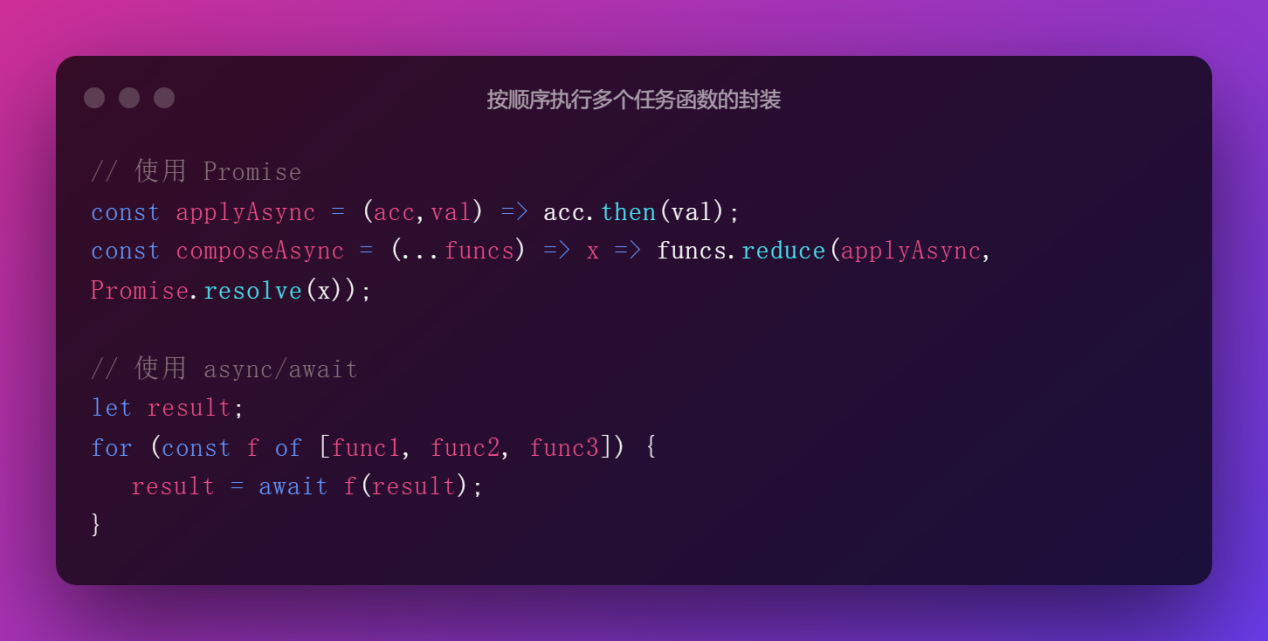 按顺序执行多个任务函数的封装
// 使用 Promise
const applyAsync = (acc,val) => acc.then(val);
const composeAsync = (...funcs) => x => funcs.reduce(applyAsync,
Promise.resolve(x));
// 使用 async/await
let result;
for (const f of [func1, func2, func3]) {
   result = await f(result);
}